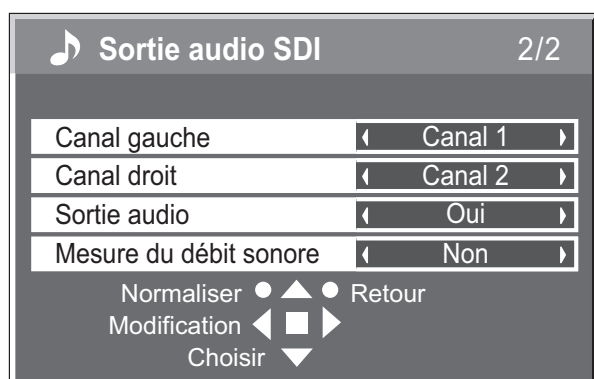 Sortie audio SDI 2/2
Canal gauche Canal 1
Canal droit Canal 2
Sortie audio Oui
Mesure du débit sonore Non
Normaliser Retour
Modification
Choisir